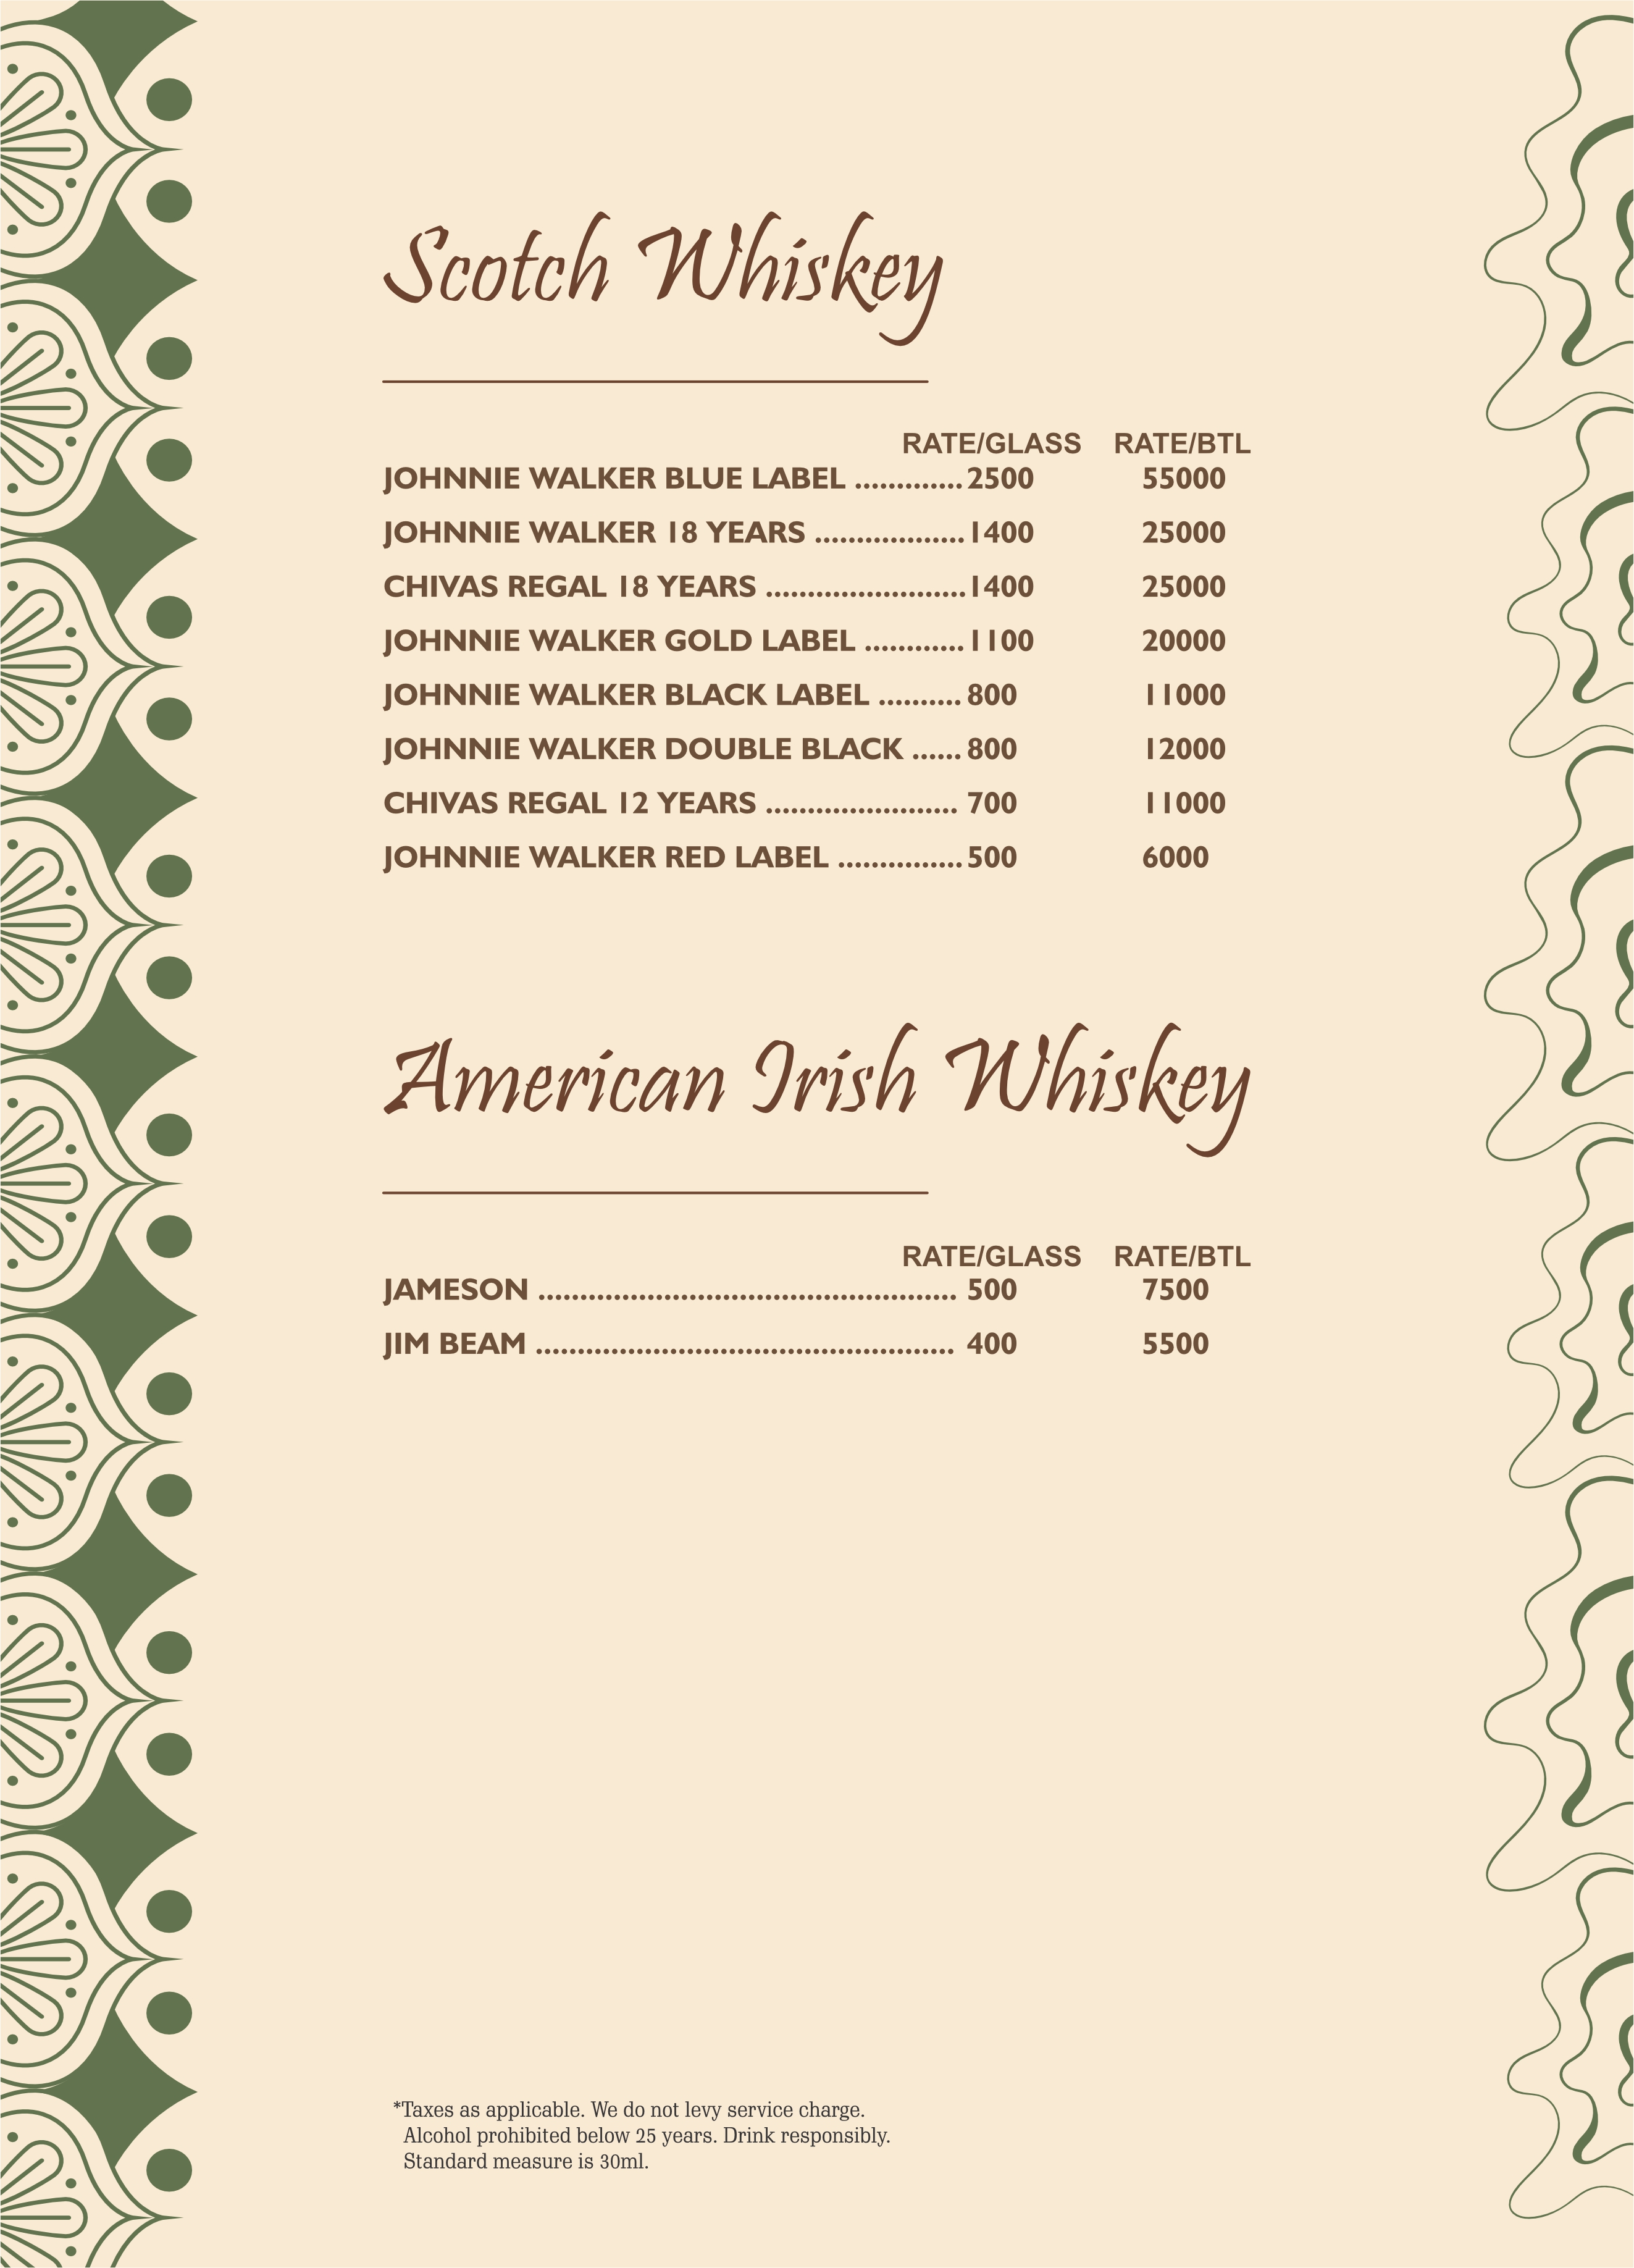 Scotch Whiskey
RATE/GLASS RATE/BTL
JOHNNIE WALKER BLUE LABEL .............2500 55000
JOHNNIE WALKER 18 YEARS ..................1400 25000
CHIVAS REGAL 18 YEARS ........................1400 25000
JOHNNIE WALKER GOLD LABEL ............1100 20000
JOHNNIE WALKER BLACK LABEL ..........800 11000
JOHNNIE WALKER DOUBLE BLACK ......800 12000
CHIVAS REGAL 12 YEARS ....................... 700 11000
JOHNNIE WALKER RED LABEL ...............500 6000
American Irish Whiskey
RATE/GLASS RATE/BTL
JAMESON .................................................. 500 7500
JIM BEAM .................................................. 400 5500
*Taxes as applicable. We do not levy service charge.
Alcohol prohibited below 25 years. Drink responsibly.
Standard measure is 30ml.